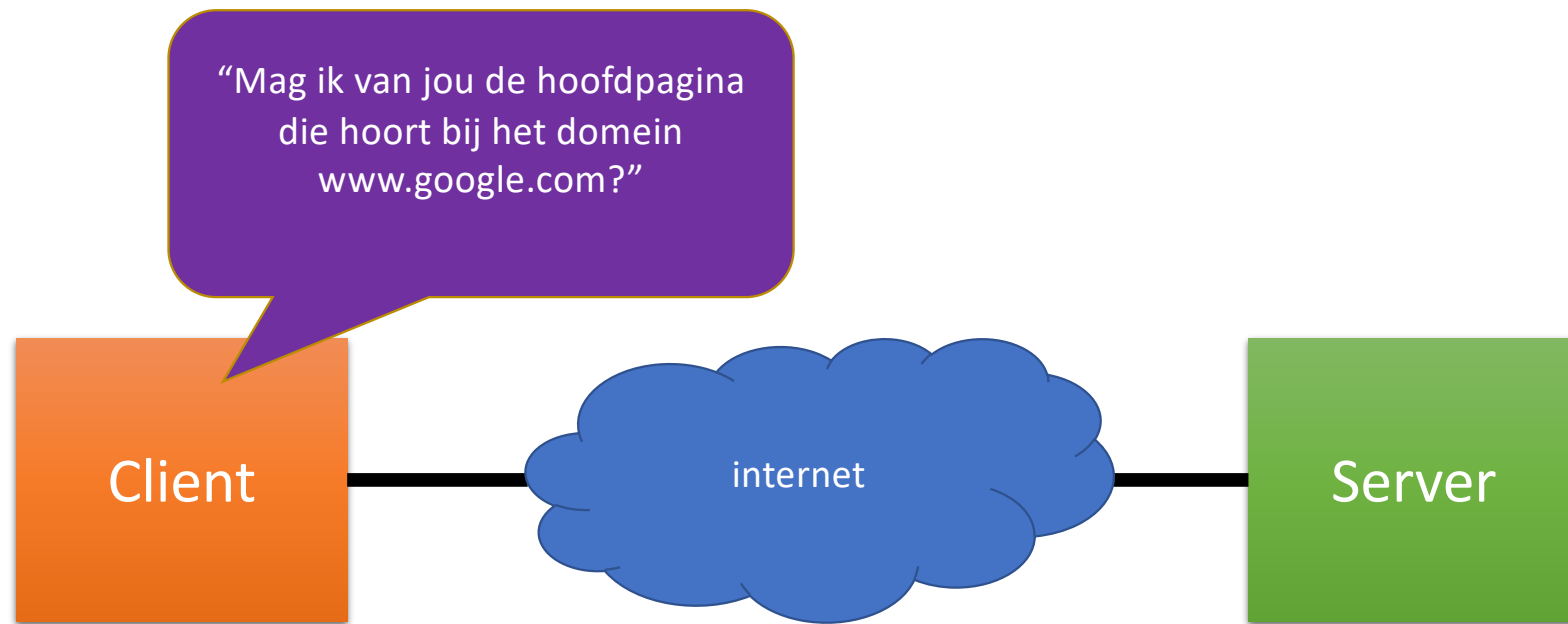 “Mag ik van jou de hoofdpagina
die hoort bij het domein
www.google.com?”
Client
internet
Server